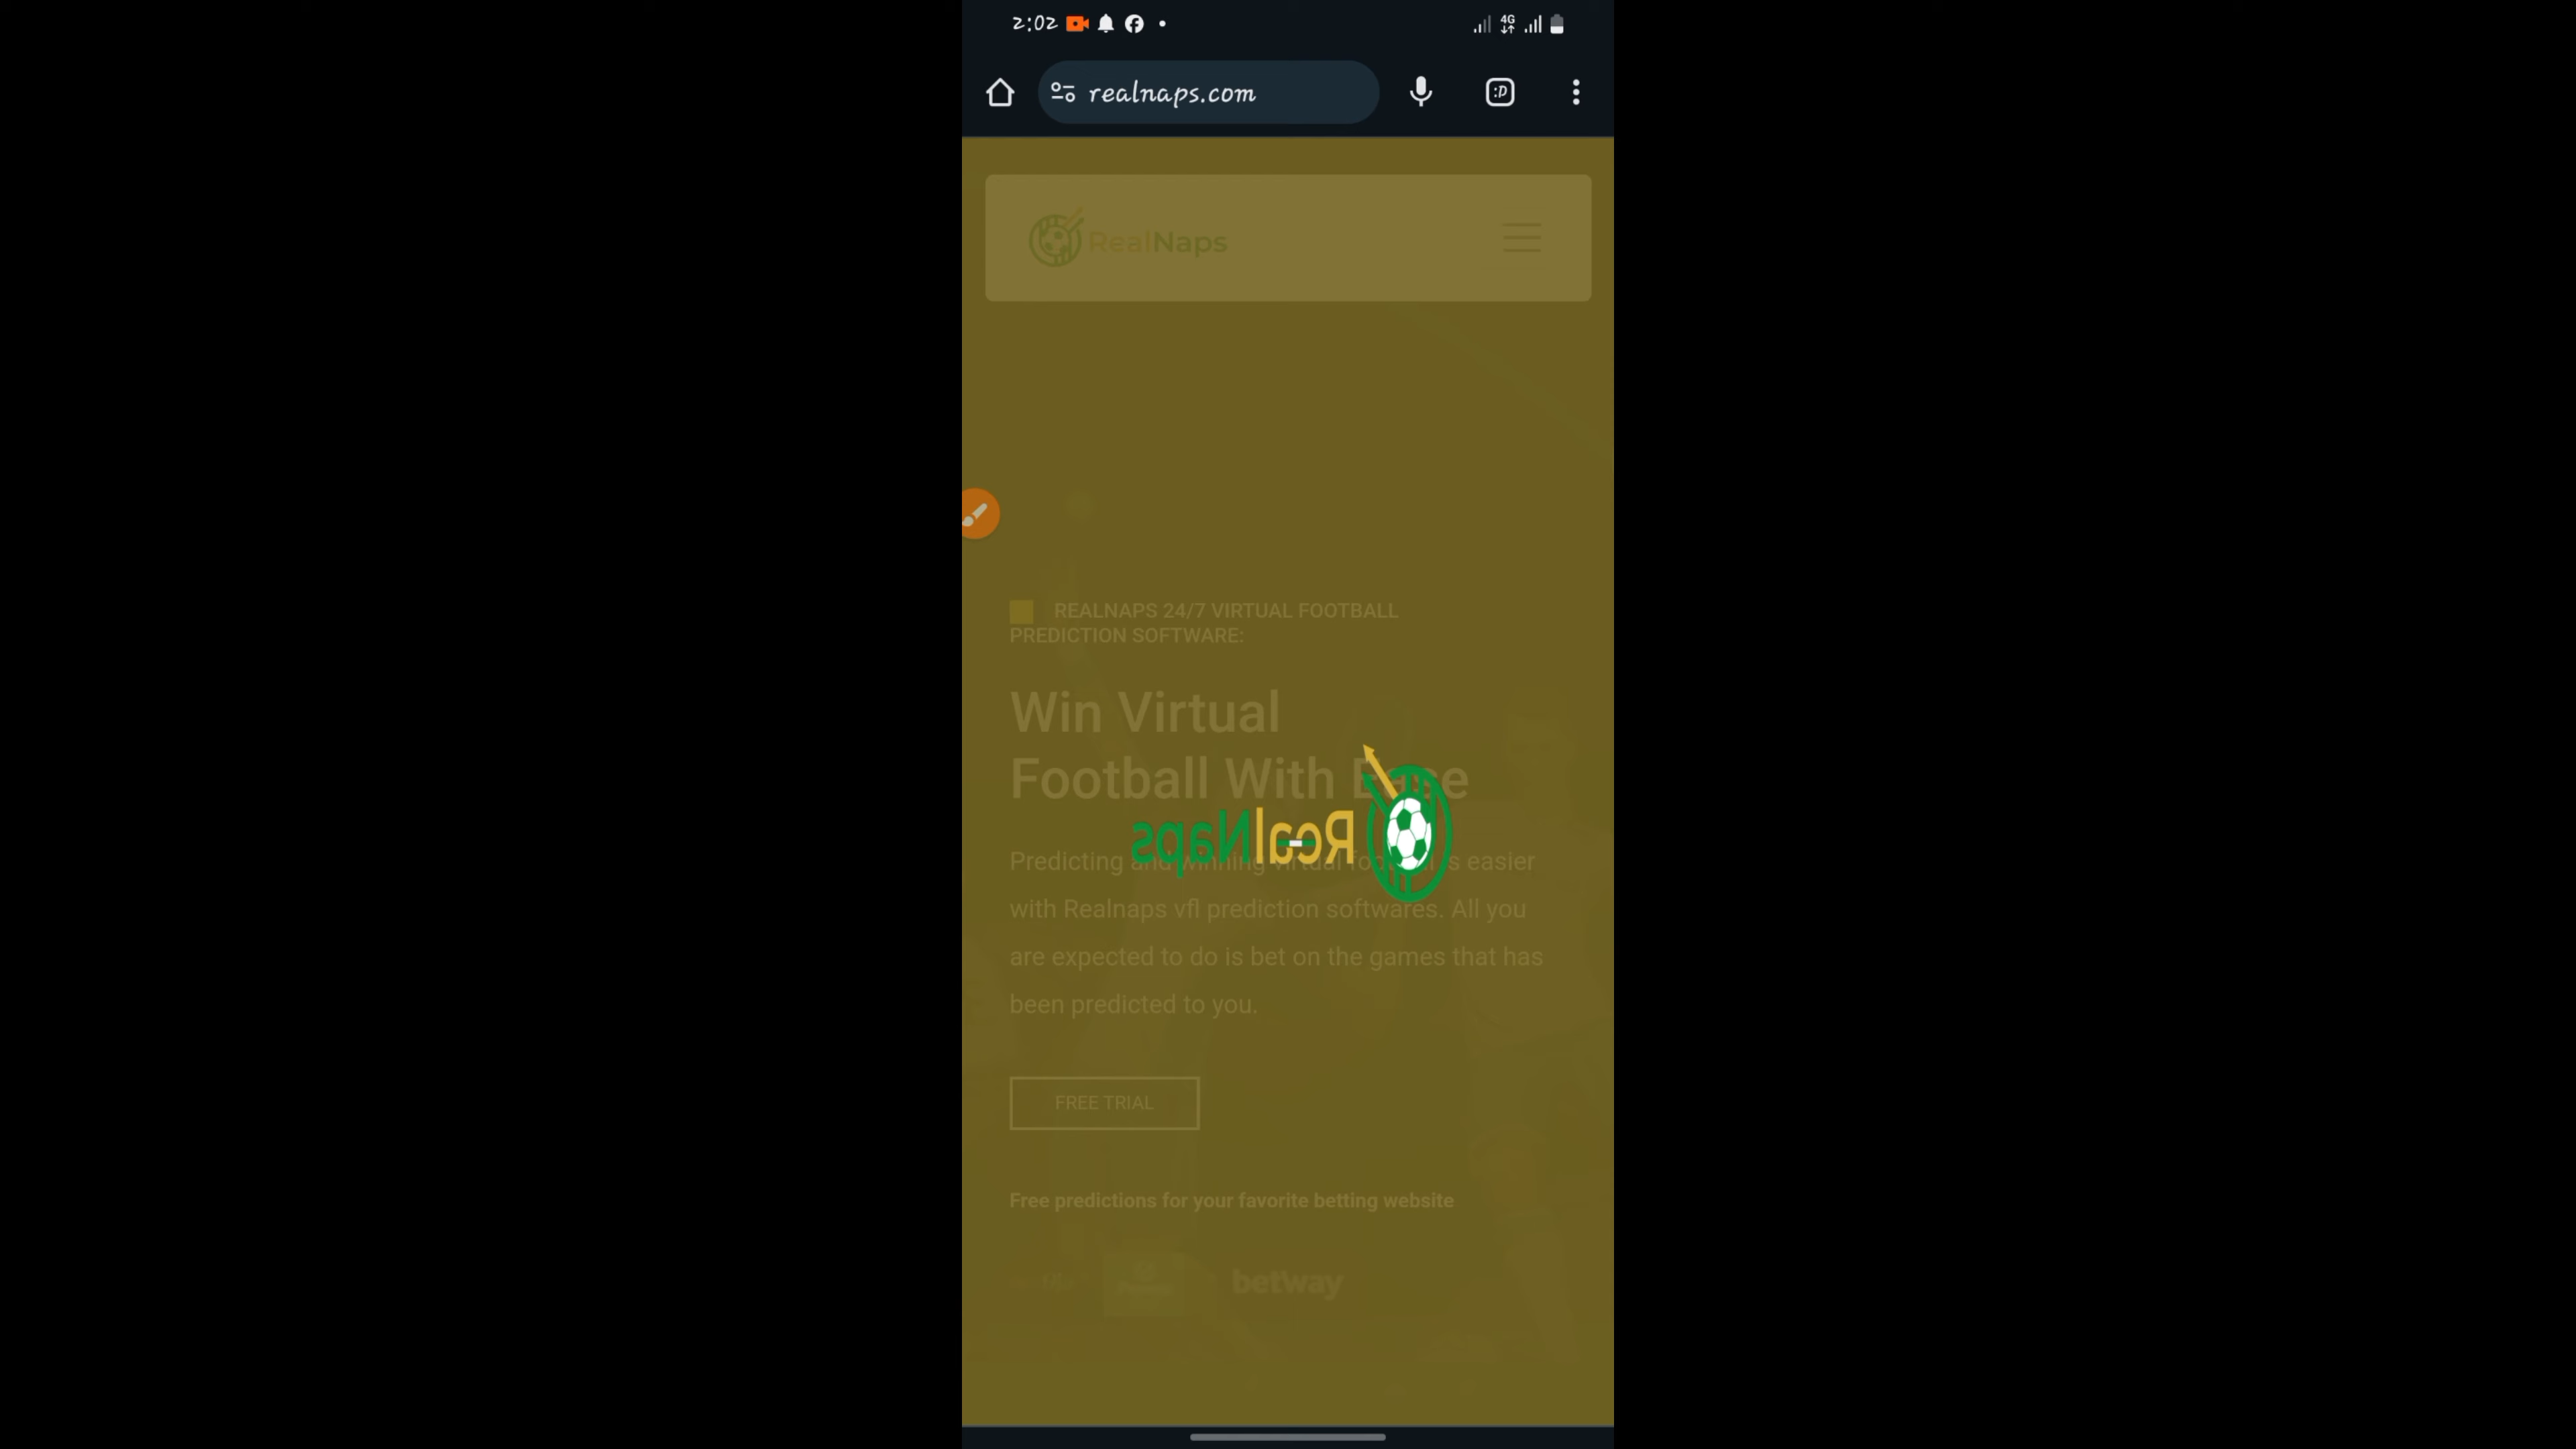 2:02
4G
realnaps.com
:D
RealNaps
REALNAPS 24/7 VIRTUAL FOOTBALL
PREDICTION SOFTWARE:
Win Virtual
Football With Ease
RealNaps
Predicting and winning virtual football is easier
with Realnaps vfl prediction softwares. All you
are expected to do is bet on the games that has
been predicted to you.
FREE TRIAL
Free predictions for your favorite betting website
betway